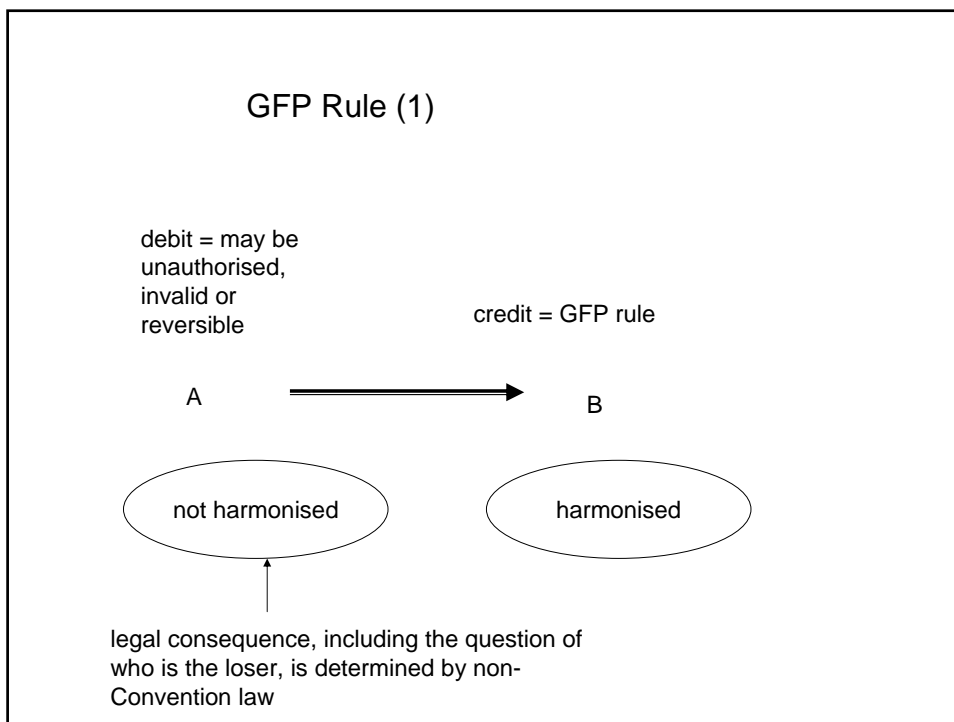 GFP Rule (1)
debit = may be
unauthorised,
invalid or
reversible
credit = GFP rule
A
B
not harmonised
harmonised
legal consequence, including the question of
who is the loser, is determined by non-
Convention law